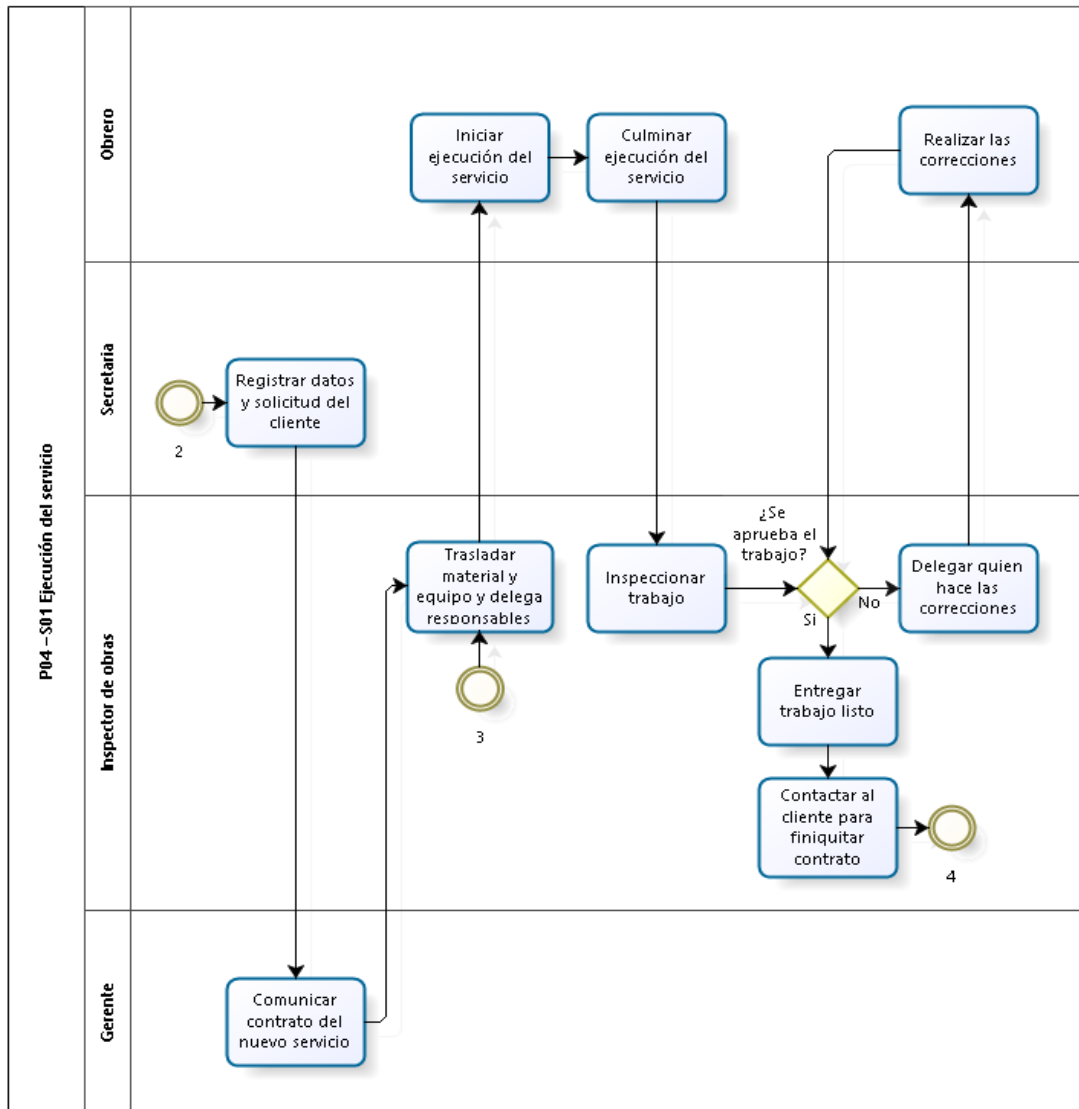 P04 – S01 Ejecución del servicio
Obrero
Iniciar
ejecución del
servicio
Culminar
ejecución del
servicio
Realizar las
correcciones
Secretaria
2
Registrar datos
y solicitud del
cliente
Inspector de obras
Trasladar
material y
equipo y delega
responsables
3
Inspeccionar
trabajo
¿Se
aprueba el
trabajo?
No
Si
Delegar quien
hace las
correcciones
Entregar
trabajo listo
Contactar al
cliente para
finiquitar
contrato
4
Gerente
Comunicar
contrato del
nuevo servicio